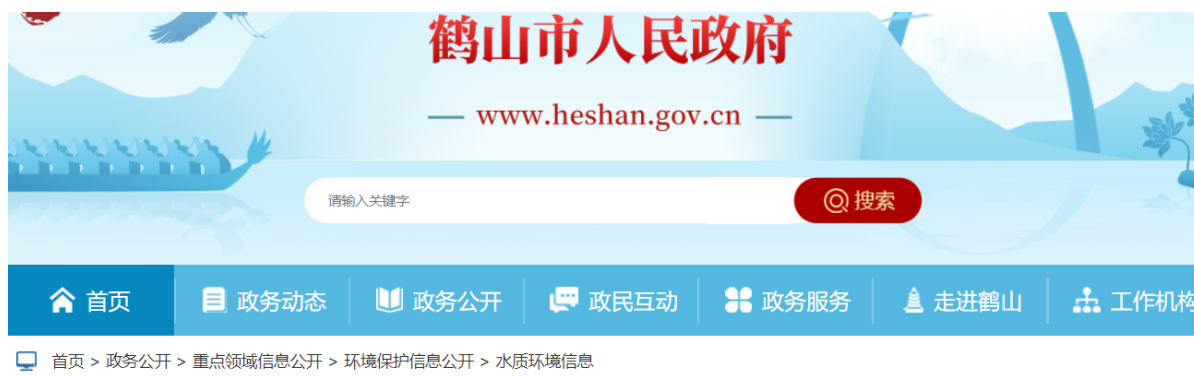 鹤山市人民政府
www.heshan.gov.cn
请输入关键字 搜索
首页 政务动态 政务公开 政民互动 政务服务 走进鹤山 工作机构
首页 > 政务公开 > 重点领域信息公开 > 环境保护信息公开 > 水质环境信息